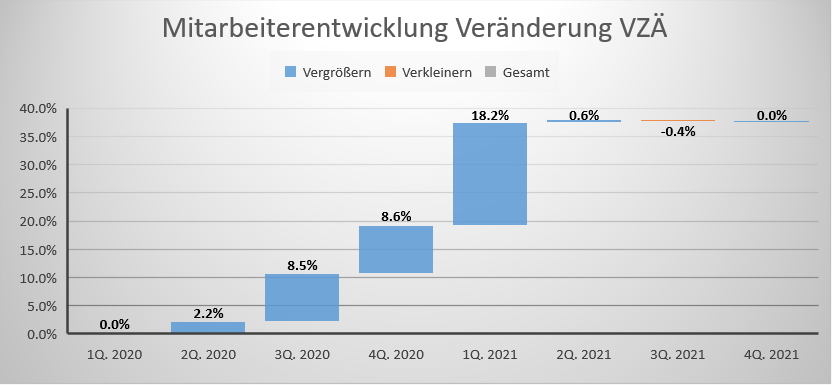 Mitarbeiterentwicklung Veränderung VZÄ
Vergrößern Verkleinern Gesamt
40.0%
35.0%
30.0%
25.0%
20.0%
15.0%
10.0%
5.0%
0.0%
0.0% 2.2% 8.5% 8.6% 18.2% 0.6% -0.4% 0.0%
1Q. 2020 2Q. 2020 3Q. 2020 4Q. 2020 1Q. 2021 2Q. 2021 3Q. 2021 4Q. 2021